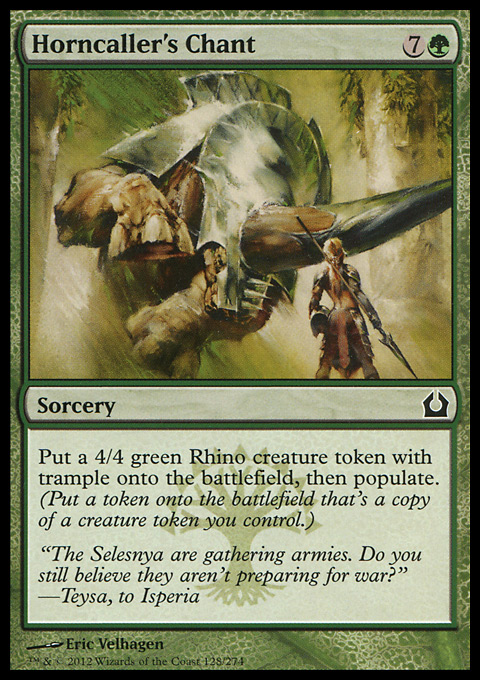 Horncaller's Chant 7
Sorcery
Put a 4/4 green Rhino creature token with
trample onto the battlefield, then populate.
(Put a token onto the battlefield that's a copy
of a creature token you control.)
“The Selesnya are gathering armies. Do you
still believe they aren't preparing for war?”
—Teysa, to Isperia
Eric Velhagen
™ & © 2012 Wizards of the Coast 128/274